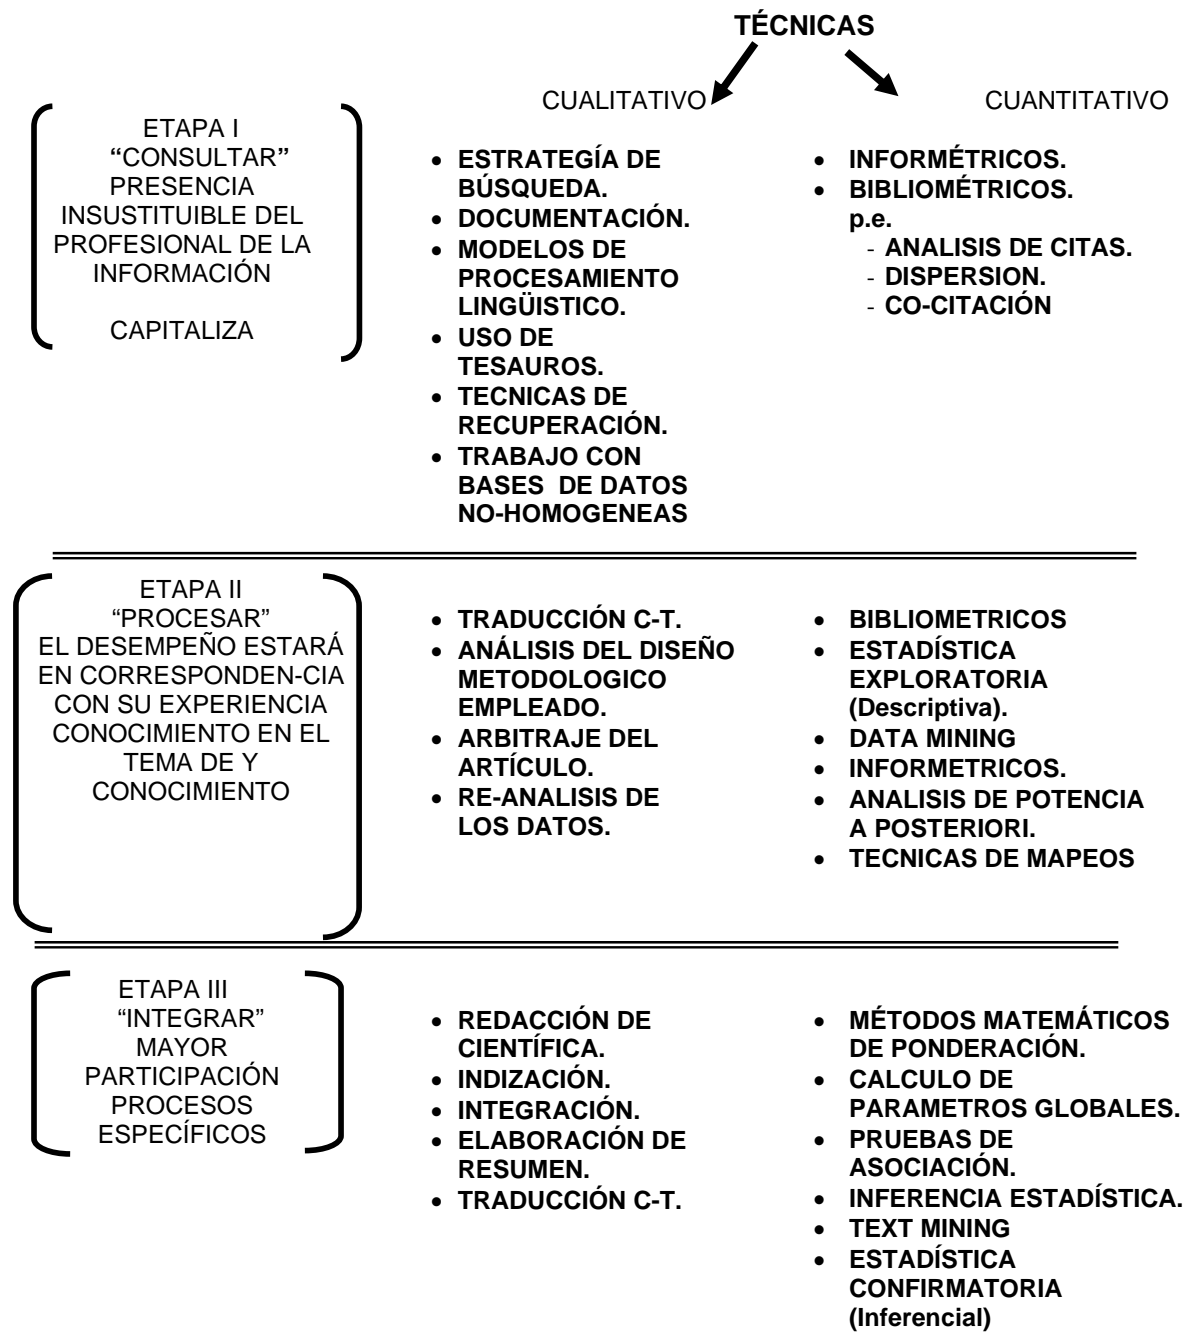 TÉCNICAS
CUALITATIVO
CUANTITATIVO
ETAPA I
“CONSULTAR”
PRESENCIA
INSUSTITUIBLE DEL
PROFESIONAL DE LA
INFORMACIÓN
CAPITALIZA
• ESTRATEGÍA DE
BÚSQUEDA.
• DOCUMENTACIÓN.
• MODELOS DE
PROCESAMIENTO
LINGÜISTICO.
• USO DE
TESAUROS.
• TECNICAS DE
RECUPERACIÓN.
• TRABAJO CON
BASES DE DATOS
NO-HOMOGENEAS
• INFORMÉTRICOS.
• BIBLIOMÉTRICOS.
p.e.
- ANALISIS DE CITAS.
- DISPERSION.
- CO-CITACIÓN
ETAPA II
“PROCESAR”
EL DESEMPEÑO ESTARÁ
EN CORRESPONDEN-CIA
CON SU EXPERIENCIA
CONOCIMIENTO EN EL
TEMA DE Y
CONOCIMIENTO
• TRADUCCIÓN C-T.
• ANÁLISIS DEL DISEÑO
METODOLOGICO
EMPLEADO.
• ARBITRAJE DEL
ARTÍCULO.
• RE-ANALISIS DE
LOS DATOS.
• BIBLIOMETRICOS
• ESTADÍSTICA
EXPLORATORIA
(Descriptiva).
• DATA MINING
• INFORMETRICOS.
• ANALISIS DE POTENCIA
A POSTERIORI.
• TECNICAS DE MAPEOS
ETAPA III
“INTEGRAR”
MAYOR
PARTICIPACIÓN
PROCESOS
ESPECÍFICOS
• REDACCIÓN DE
CIENTÍFICA.
• INDIZACIÓN.
• INTEGRACIÓN.
• ELABORACIÓN DE
RESUMEN.
• TRADUCCIÓN C-T.
• MÉTODOS MATEMÁTICOS
DE PONDERACIÓN.
• CALCULO DE
PARAMETROS GLOBALES.
• PRUEBAS DE
ASOCIACIÓN.
• INFERENCIA ESTADÍSTICA.
• TEXT MINING
• ESTADÍSTICA
CONFIRMATORIA
(Inferencial)